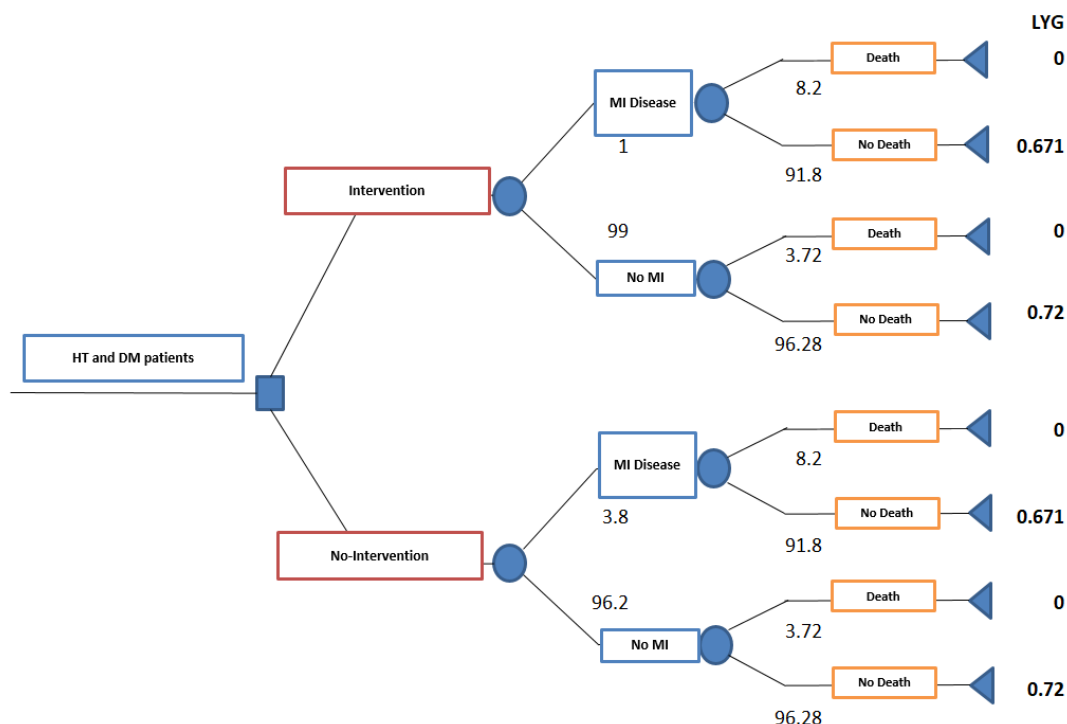 LYG
Death
0
8.2
MI Disease
1
No Death
0.671
91.8
Intervention
99
Death
0
3.72
No MI
No Death
0.72
96.28
HT and DM patients
Death
0
8.2
MI Disease
3.8
No Death
0.671
91.8
No-Intervention
96.2
Death
0
3.72
No MI
No Death
0.72
96.28